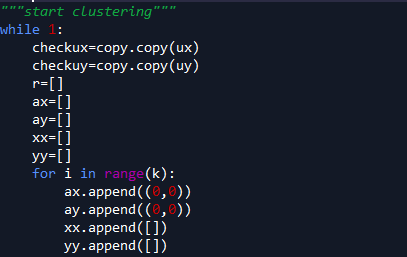 """start clustering"""
while 1:
    checkux=copy.copy(ux)
    checkuy=copy.copy(uy)
    r=[]
    ax=[]
    ay=[]
    xx=[]
    yy=[]
    for i in range(k):
        ax.append((0,0))
        ay.append((0,0))
        xx.append([])
        yy.append([])